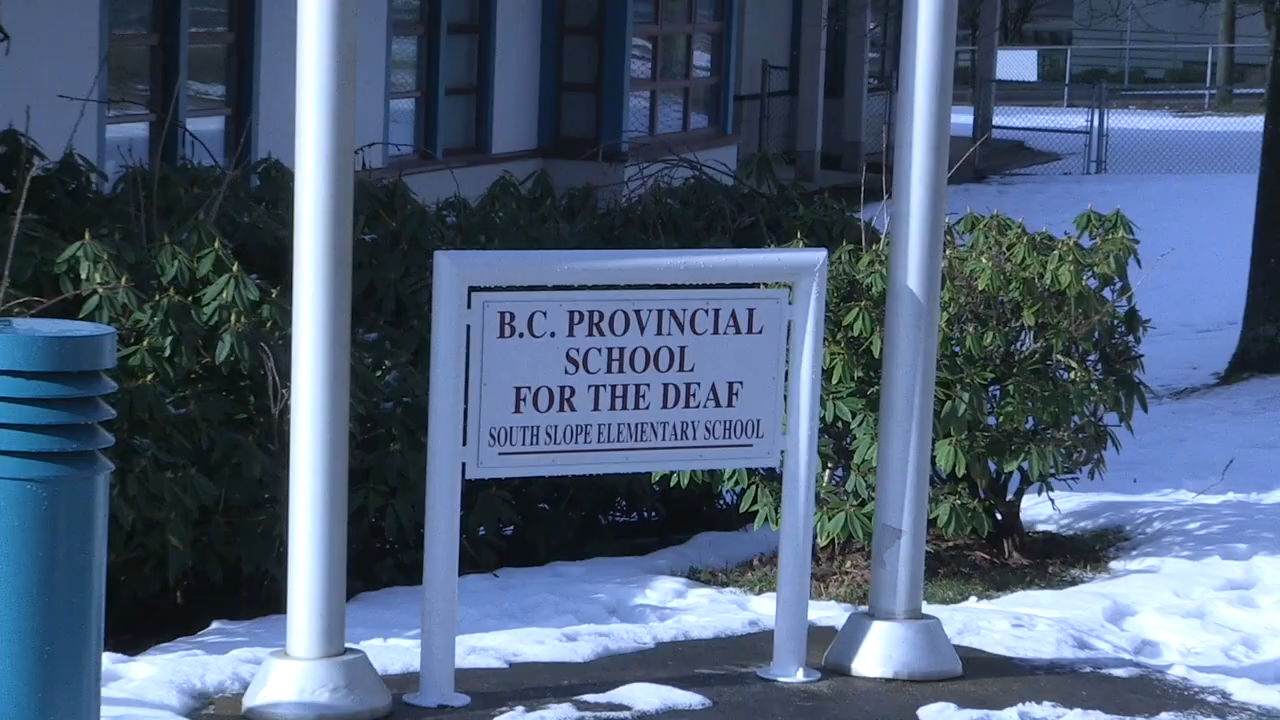 B.C. PROVINCIAL
SCHOOL
FOR THE DEAF
SOUTH SLOPE ELEMENTARY SCHOOL